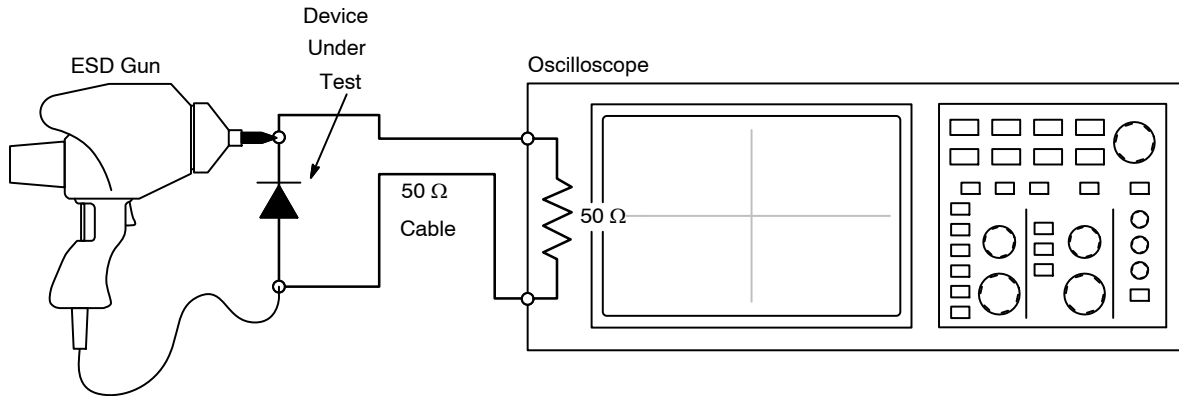 Device
Under
Test
ESD Gun
Oscilloscope
50 Ω
Cable
50 Ω